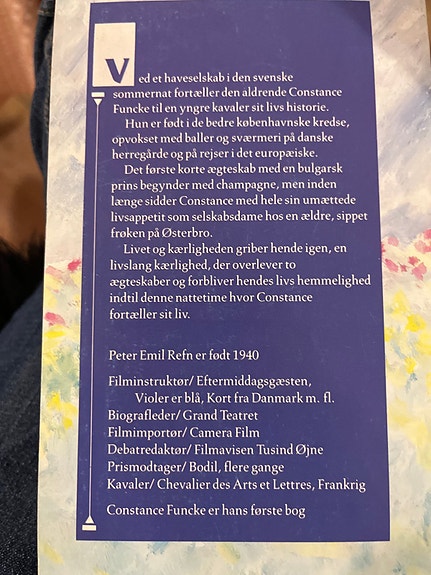 Ved et haveselskab i den svenske
sommernat fortæller den aldrende Constance
Funcke til en yngre kavaler sit livs historie.
Hun er født i de bedre københavnske kredse,
opvokset med baller og sværmeri på danske
herregårde og på rejser i det europæiske.
Det første korte ægteskab med en bulgarsk
prins begynder med champagne, men inden
længe sidder Constance med hele sin umættede
livsappetit som selskabsdame hos en ældre, sippet
frøken på Østerbro.
Livet og kærligheden griber hende igen, en
livslang kærlighed, der overlever to
ægteskaber og forbliver hendes livs hemmelighed
indtil denne nattetime hvor Constance
fortæller sit liv.
Peter Emil Refn er født 1940
Filminstruktør/ Eftermiddagsgæsten,
Violer er blå, Kort fra Danmark m. fl.
Biografleder/ Grand Teatret
Filmimportør/ Camera Film
Debatredaktør/ Filmavisen Tusind Øjne
Prismodtager/ Bodil, flere gange
Kavaler/ Chevalier des Arts et Lettres, Frankrig
Constance Funcke er hans første bog